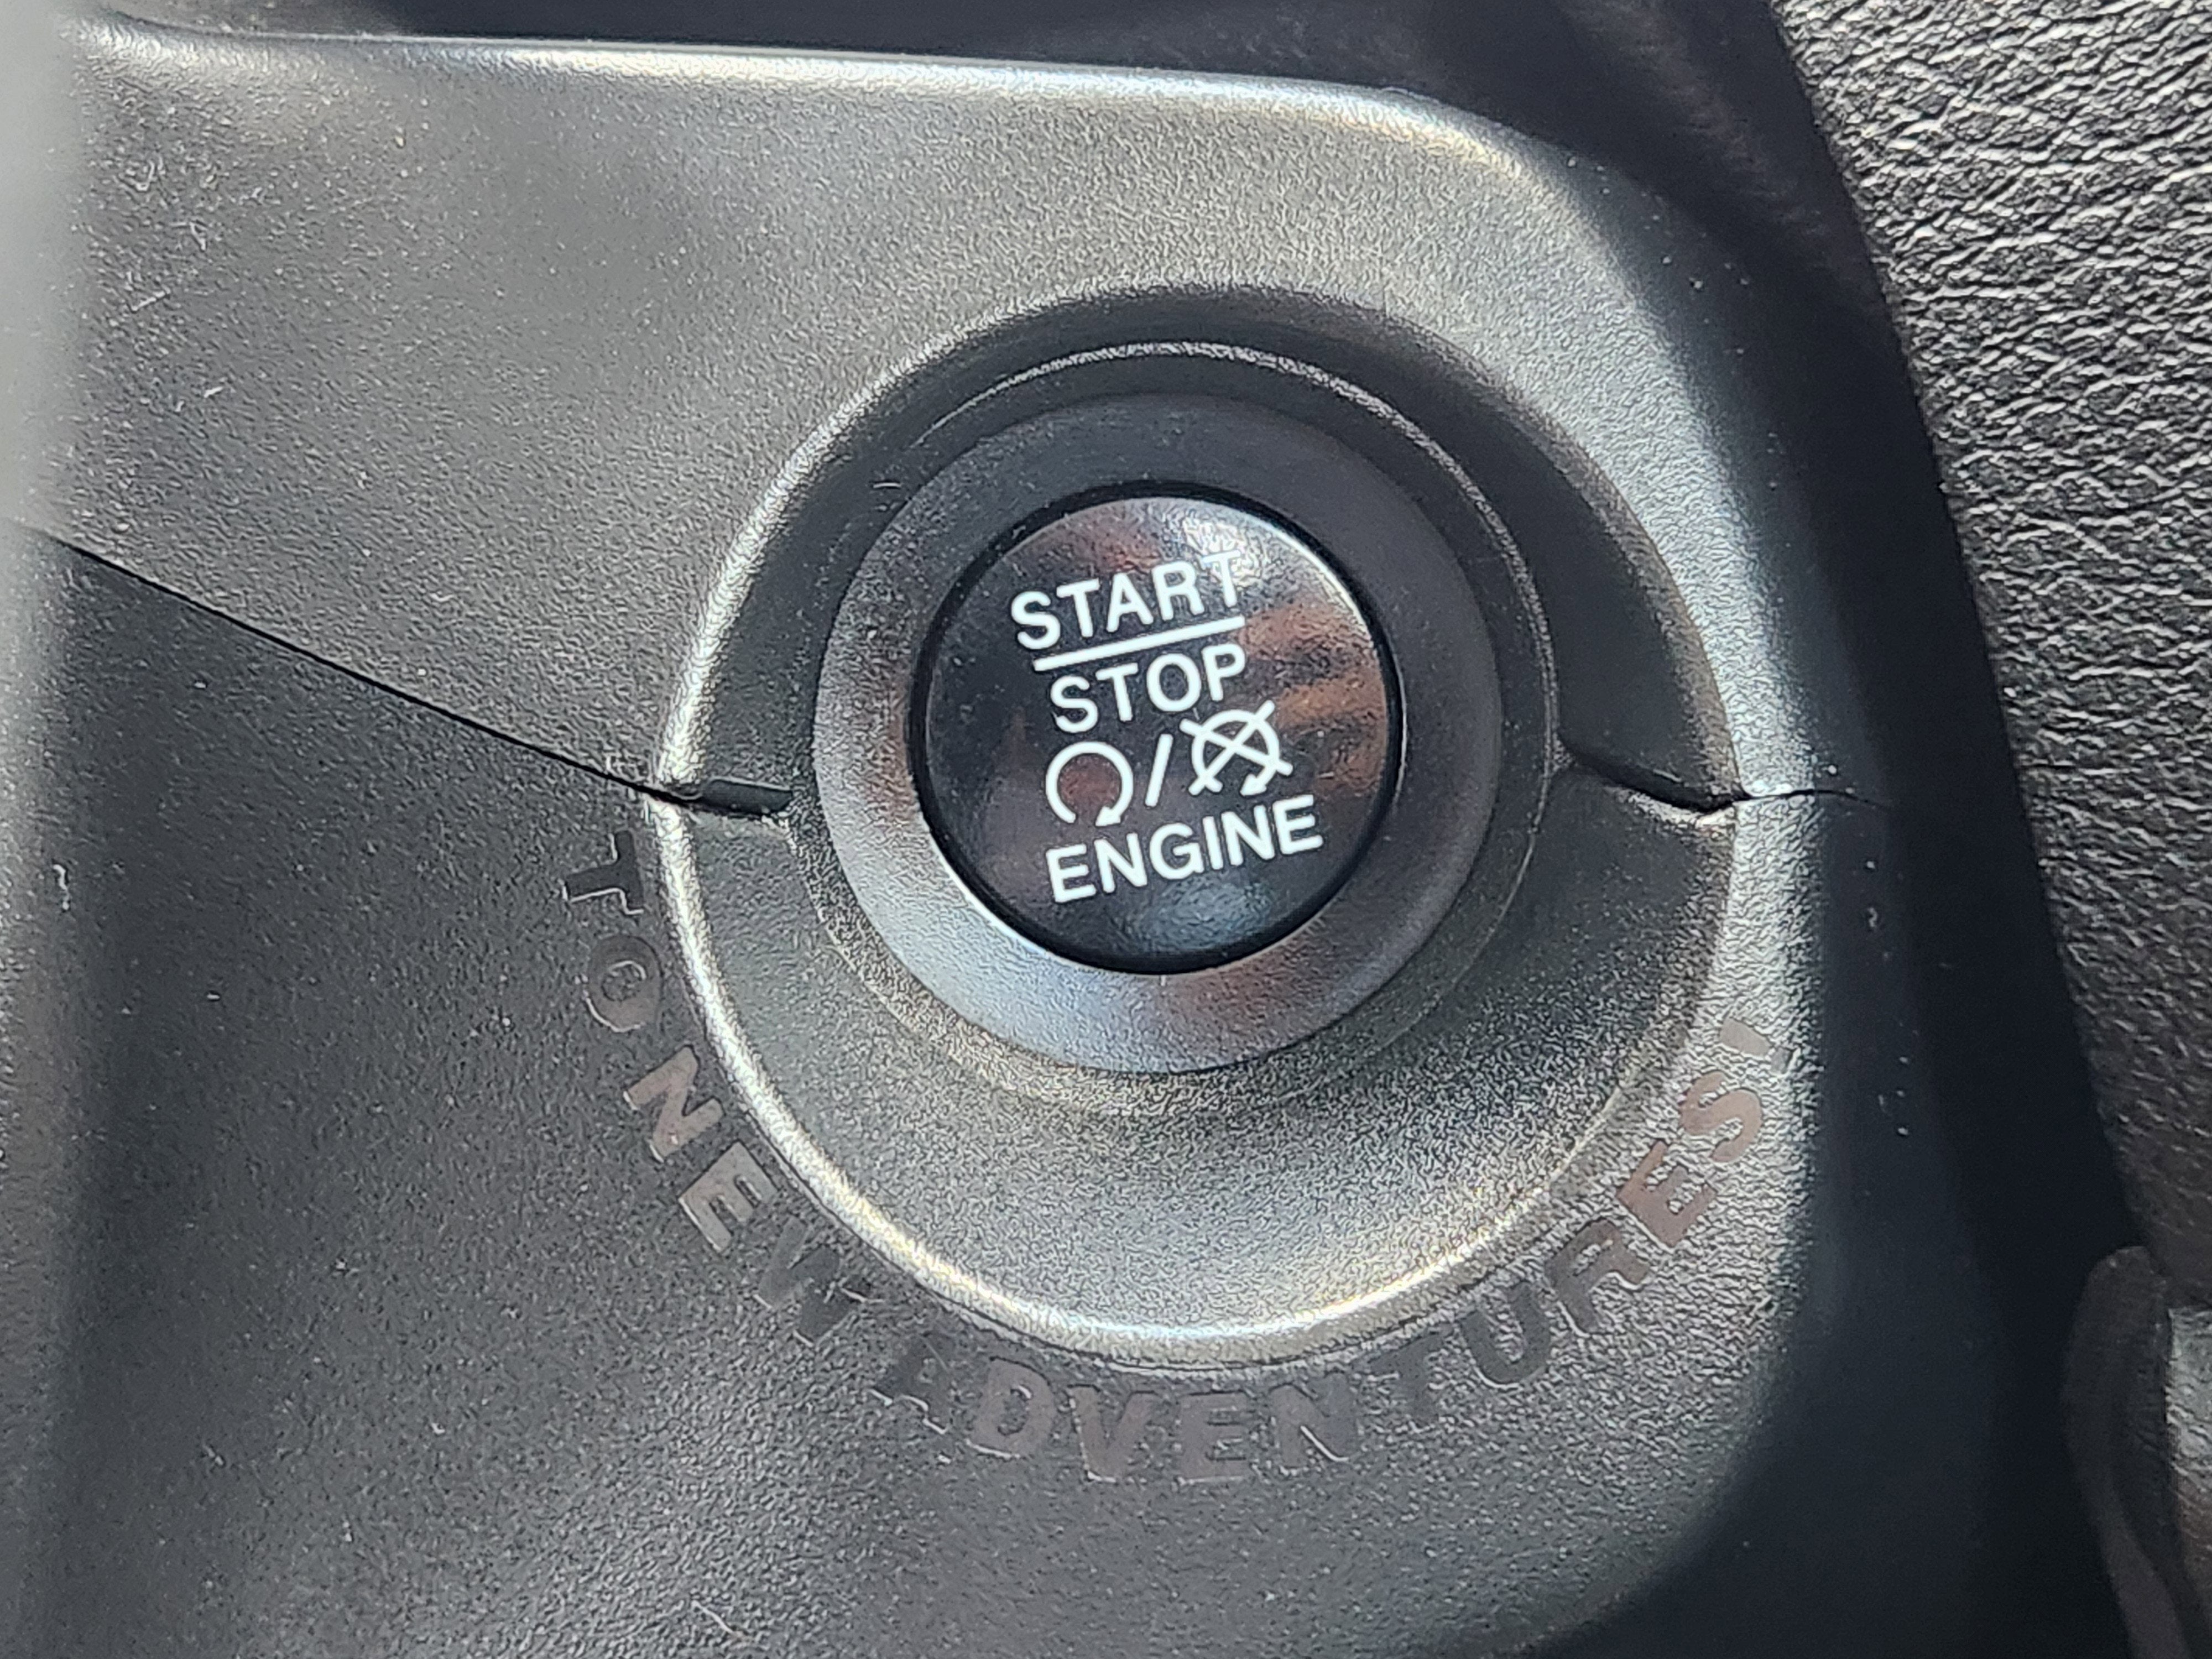 START
STOP
/
ENGINE
TO NEW ADVENTURES!